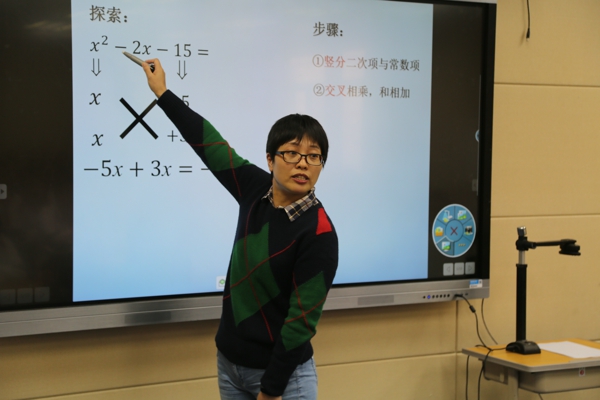 探索：
x² − 2x − 15 =
⇓ ⇓
x 5
x +
−5x + 3x = −
步骤：
①竖分二次项与常数项
②交叉相乘，和相加